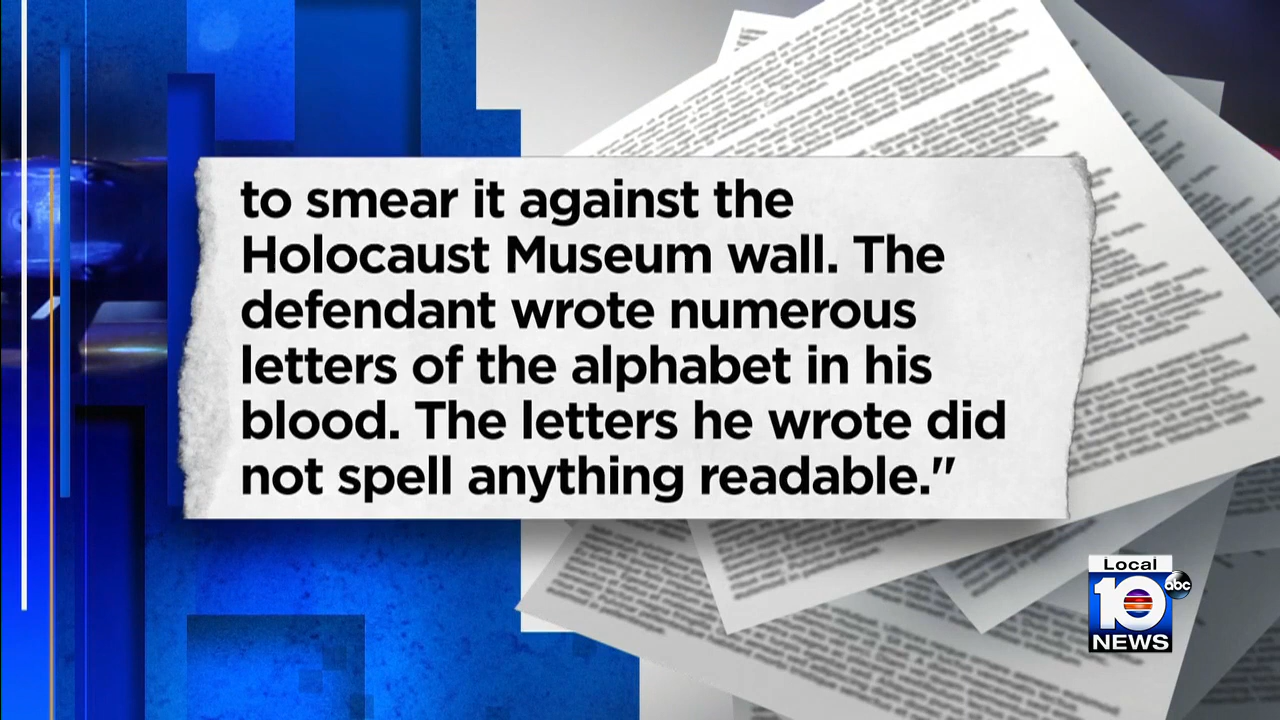 to smear it against the
Holocaust Museum wall. The
defendant wrote numerous
letters of the alphabet in his
blood. The letters he wrote did
not spell anything readable."
Local
10
abc
NEWS